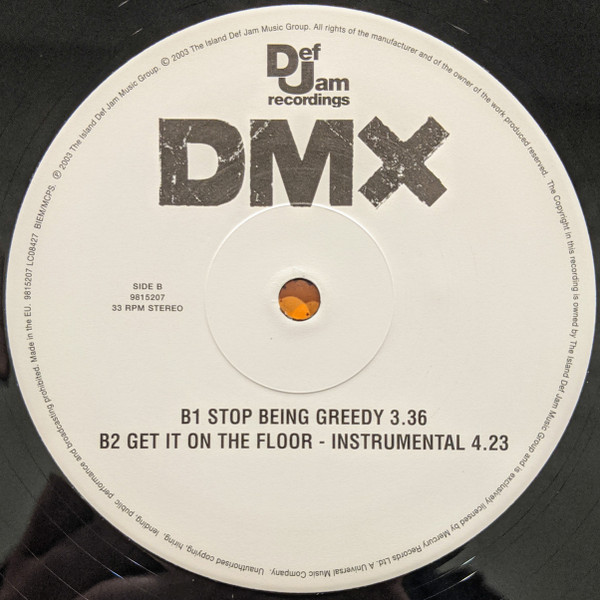 Def
Jam
recordings
DMX
SIDE B
9815207
33 RPM STEREO
B1 STOP BEING GREEDY 3.36
B2 GET IT ON THE FLOOR - INSTRUMENTAL 4.23
℗ 2003 The Island Def Jam Music Group. © 2003 The Island Def Jam Music Group. All rights of the manufacturer and of the owner of the work produced reserved. The Copyright in this recording is owned by The Island Def Jam Music Group and is exclusively licensed by Mercury Records Ltd. A Universal Music Company. Unauthorised copying, hiring, lending, public performance and broadcasting prohibited. Made in the EU. 9815207 LC08427 BIEM/MCPS.